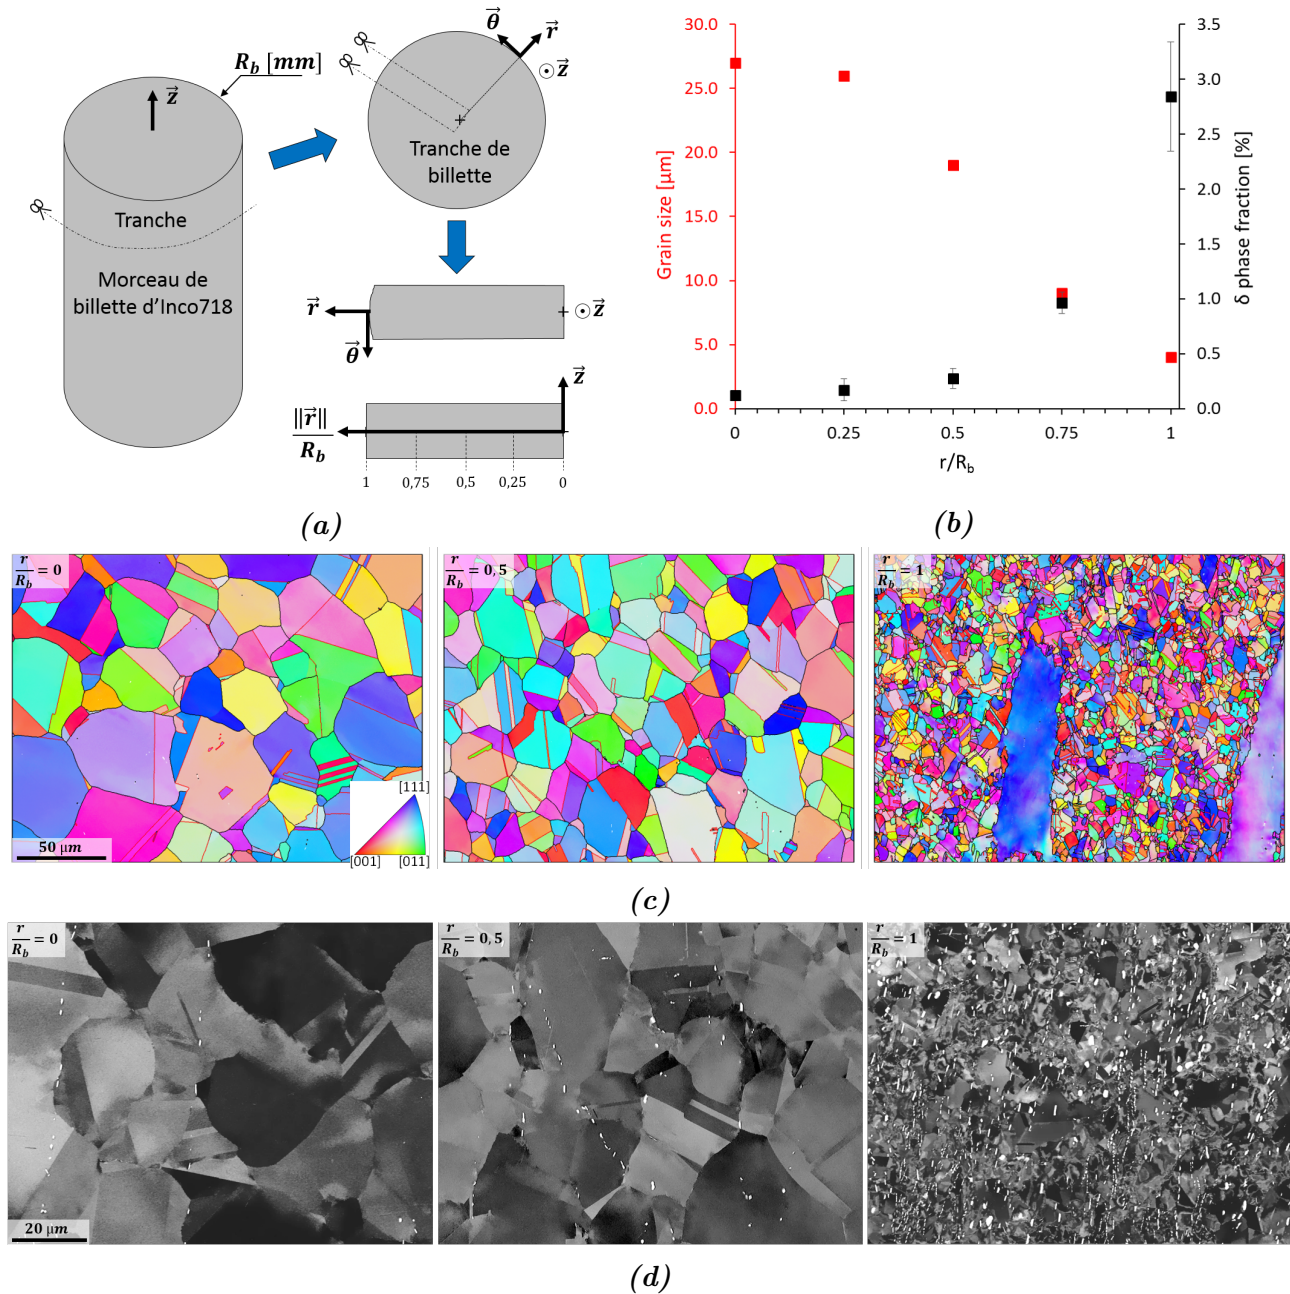 R_b [mm]
z⃗
Tranche
Morceau de
billette d'Inco718
θ⃗
r⃗
⊙ z⃗
Tranche de
billette
r⃗
⊙ z⃗
θ⃗
z⃗
‖r⃗‖
R_b
1 0,75 0,5 0,25 0
(a)
30.0
25.0
20.0
15.0
10.0
5.0
0.0
Grain size [µm]
3.5
3.0
2.5
2.0
1.5
1.0
0.5
0.0
δ phase fraction [%]
0 0.25 0.5 0.75 1
r/R_b
(b)
r/R_b = 0
50 µm
[111]
[001] [011]
r/R_b = 0,5
r/R_b = 1
(c)
r/R_b = 0
20 µm
r/R_b = 0,5
r/R_b = 1
(d)